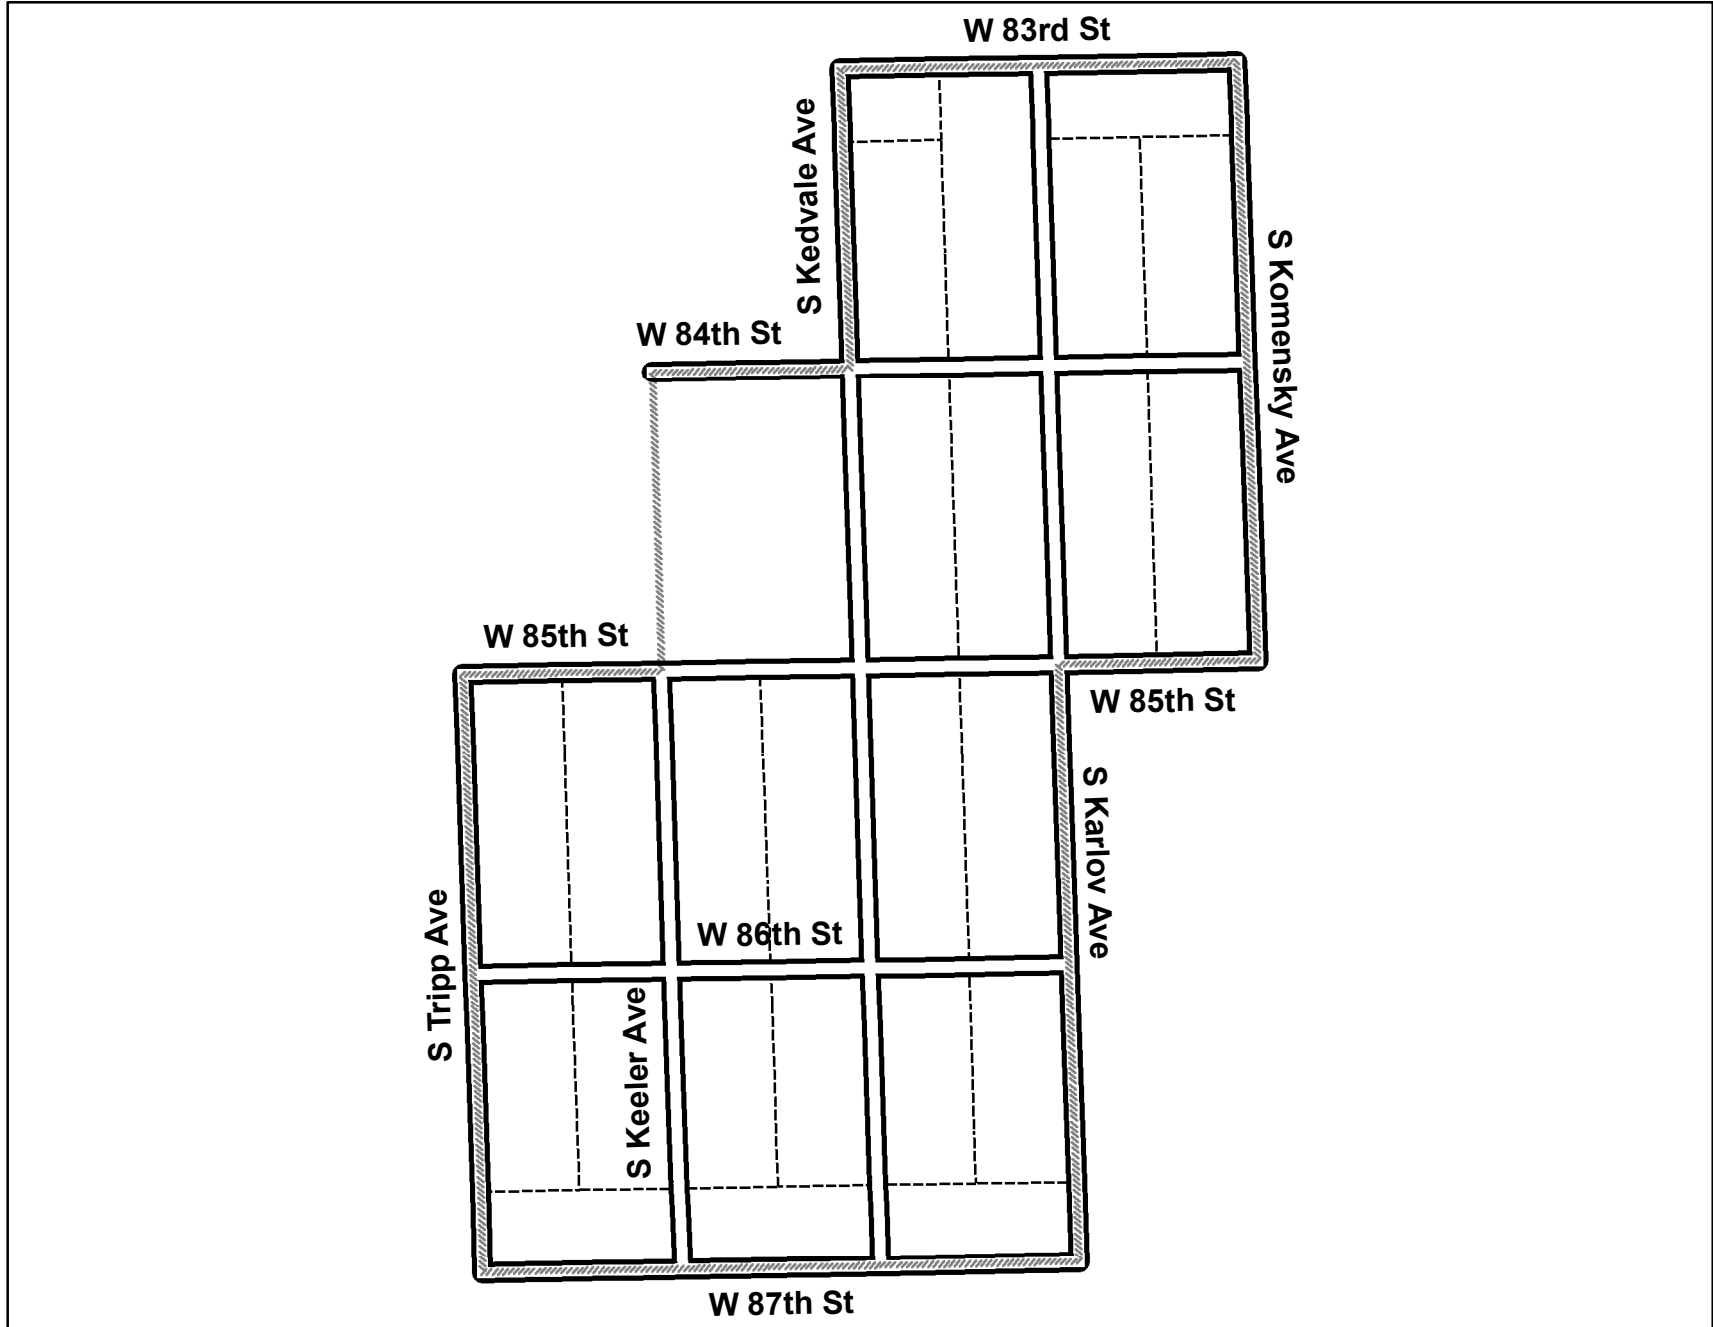 W 83rd St
S Kedvale Ave
S Komensky Ave
W 84th St
W 85th St
W 85th St
S Karlov Ave
S Tripp Ave
W 86th St
S Keeler Ave
W 87th St